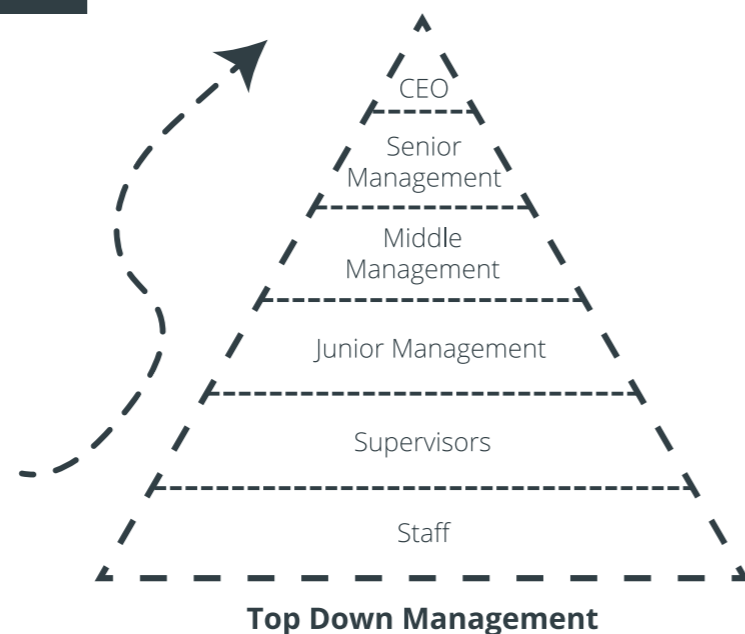 CEO
Senior
Management
Middle
Management
Junior Management
Supervisors
Staff
Top Down Management